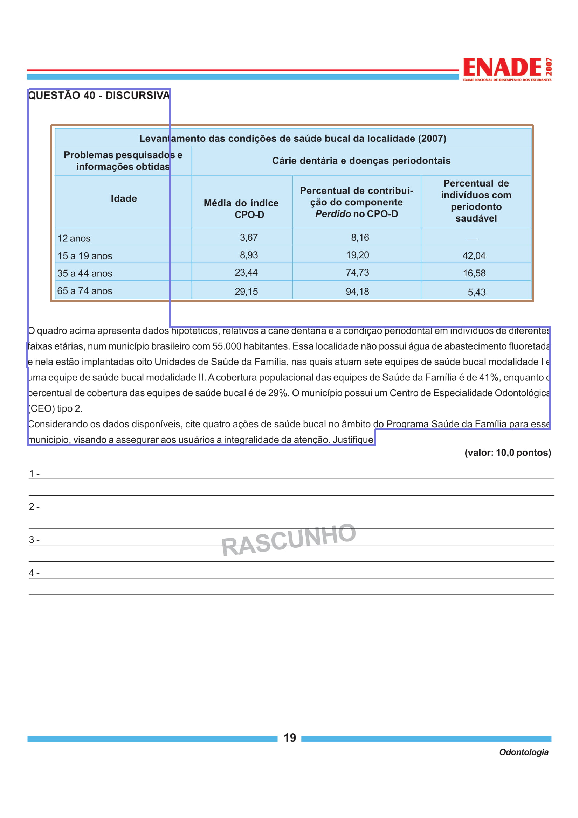 ENADE 2007
EXAME NACIONAL DE DESEMPENHO DOS ESTUDANTES
QUESTÃO 40 - DISCURSIVA
Levantamento das condições de saúde bucal da localidade (2007)
Problemas pesquisados e informações obtidas
Cárie dentária e doenças periodontais
Idade
Média do índice CPO-D
Percentual de contribuição do componente Perdido no CPO-D
Percentual de indivíduos com periodonto saudável
12 anos 3,67 8,16
15 a 19 anos 8,93 19,20 42,04
35 a 44 anos 23,44 74,73 16,58
65 a 74 anos 29,15 94,18 5,43
O quadro acima apresenta dados hipotéticos, relativos à cárie dentária e à condição periodontal em indivíduos de diferentes
faixas etárias, num município brasileiro com 55.000 habitantes. Essa localidade não possui água de abastecimento fluoretada
e nela estão implantadas oito Unidades de Saúde da Família, nas quais atuam sete equipes de saúde bucal modalidade I e
uma equipe de saúde bucal modalidade II. A cobertura populacional das equipes de Saúde da Família é de 41%, enquanto o
percentual de cobertura das equipes de saúde bucal é de 29%. O município possui um Centro de Especialidade Odontológica
(CEO) tipo 2.
Considerando os dados disponíveis, cite quatro ações de saúde bucal no âmbito do Programa Saúde da Família para esse
município, visando a assegurar aos usuários a integralidade da atenção. Justifique.
(valor: 10,0 pontos)
1 -
2 -
3 -
RASCUNHO
4 -
19
Odontologia